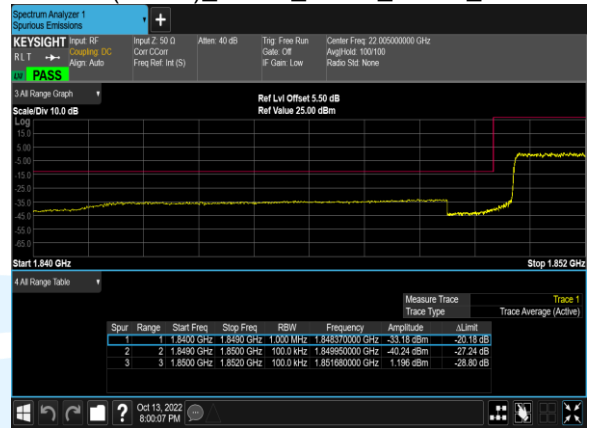 Spectrum Analyzer 1
Spurious Emissions
KEYSIGHT Input: RF Input Z: 50 Ω Atten: 40 dB Trig: Free Run Center Freq: 22.005000000 GHz
RLT Coupling: DC Corr CCorr Gate: Off Avg|Hold: 100/100
Align: Auto Freq Ref: Int (S) IF Gain: Low Radio Std: None
PASS
3 All Range Graph
Ref Lvl Offset 5.50 dB
Scale/Div 10.0 dB Ref Value 25.00 dBm
Log
15.0
5.00
-5.00
-15.0
-25.0
-35.0
-45.0
-55.0
-65.0
Start 1.840 GHz Stop 1.852 GHz
4 All Range Table
Measure Trace Trace 1
Trace Type Trace Average (Active)
Spur Range Start Freq Stop Freq RBW Frequency Amplitude ΔLimit
1 1 1.8400 GHz 1.8490 GHz 1.000 MHz 1.848370000 GHz -33.18 dBm -20.18 dB
2 2 1.8490 GHz 1.8500 GHz 100.0 kHz 1.849950000 GHz -40.24 dBm -27.24 dB
3 3 1.8500 GHz 1.8520 GHz 100.0 kHz 1.851680000 GHz 1.196 dBm -28.80 dB
?
Oct 13, 2022
8:00:07 PM